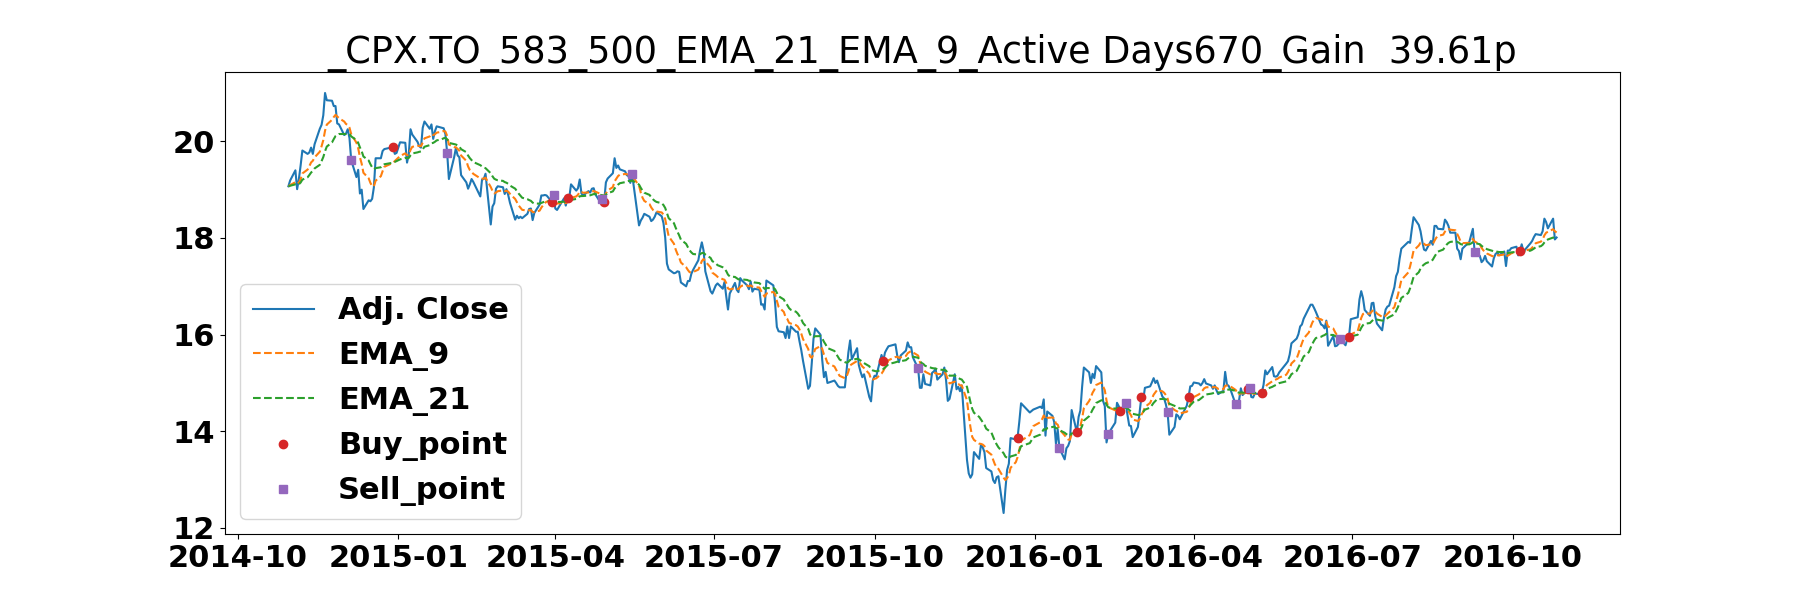 _CPX.TO_583_500_EMA_21_EMA_9_Active Days670_Gain  39.61p
20
18
16
14
12
Adj. Close
EMA_9
EMA_21
Buy_point
Sell_point
2014-10 2015-01 2015-04 2015-07 2015-10 2016-01 2016-04 2016-07 2016-10